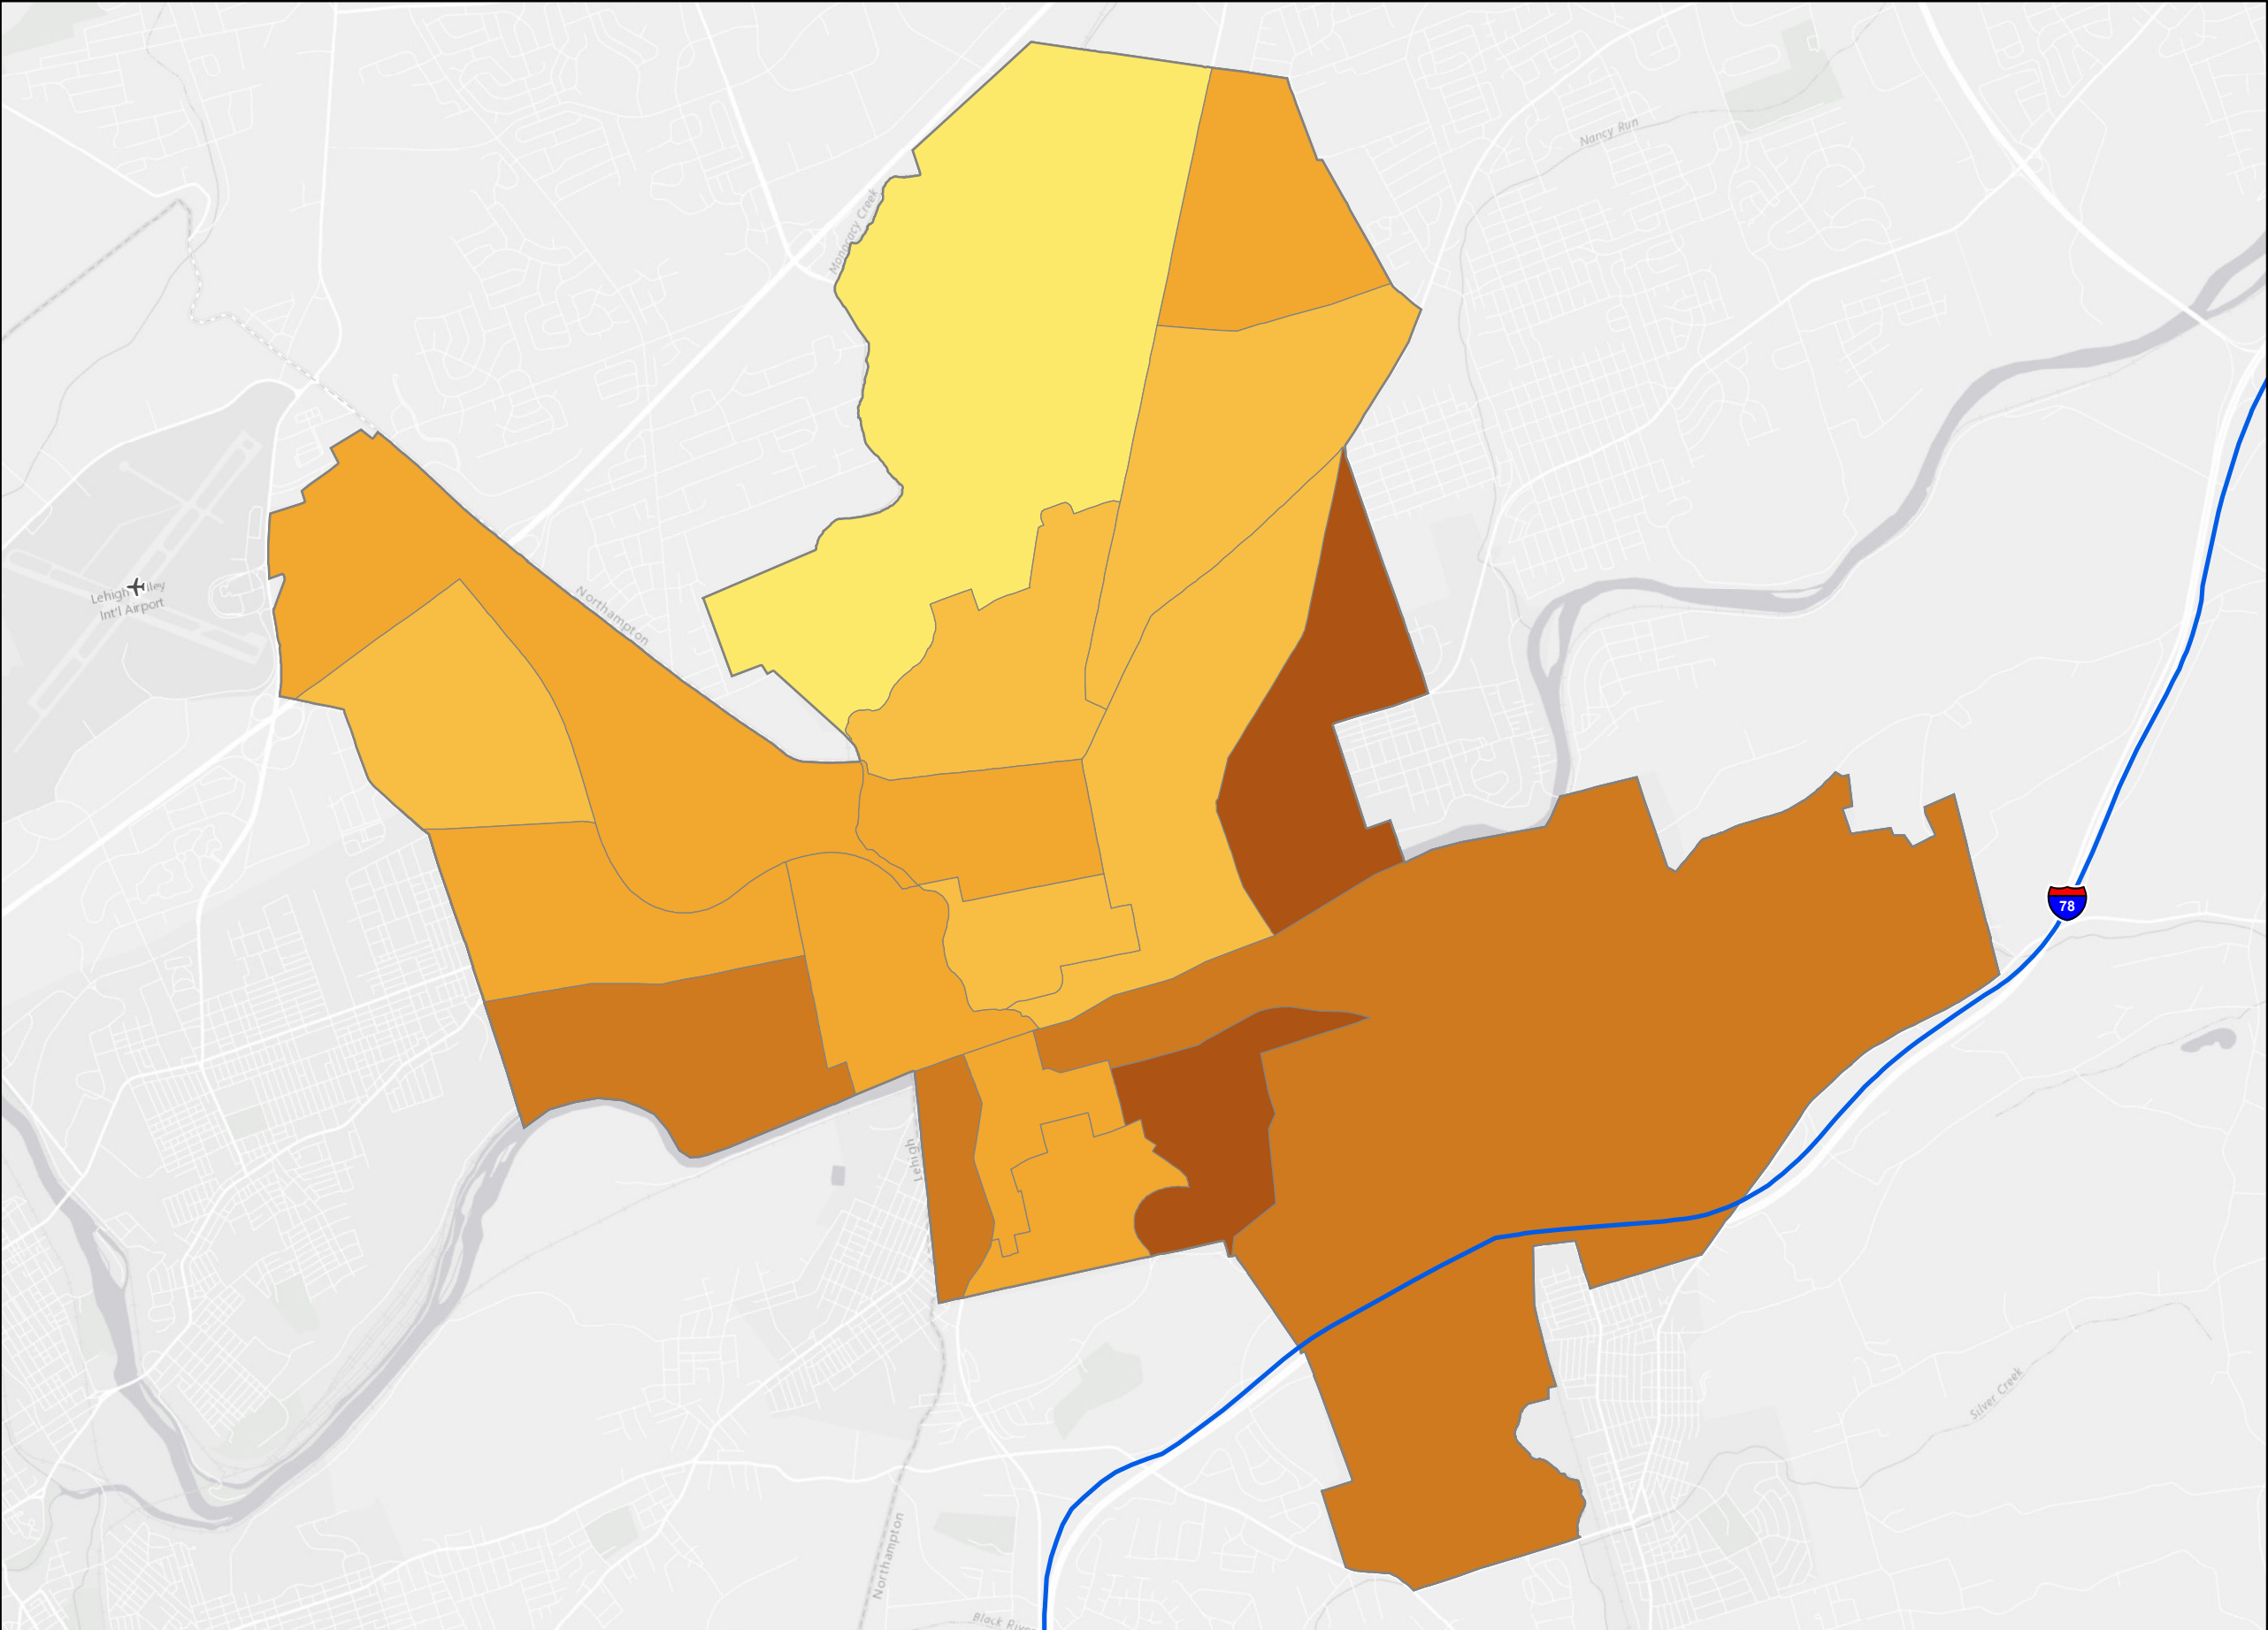 Nancy Run
Monocacy Creek
Lehigh Valley
Int'l Airport
Northampton
78
Lehigh
Silver Creek
Northampton
Black River